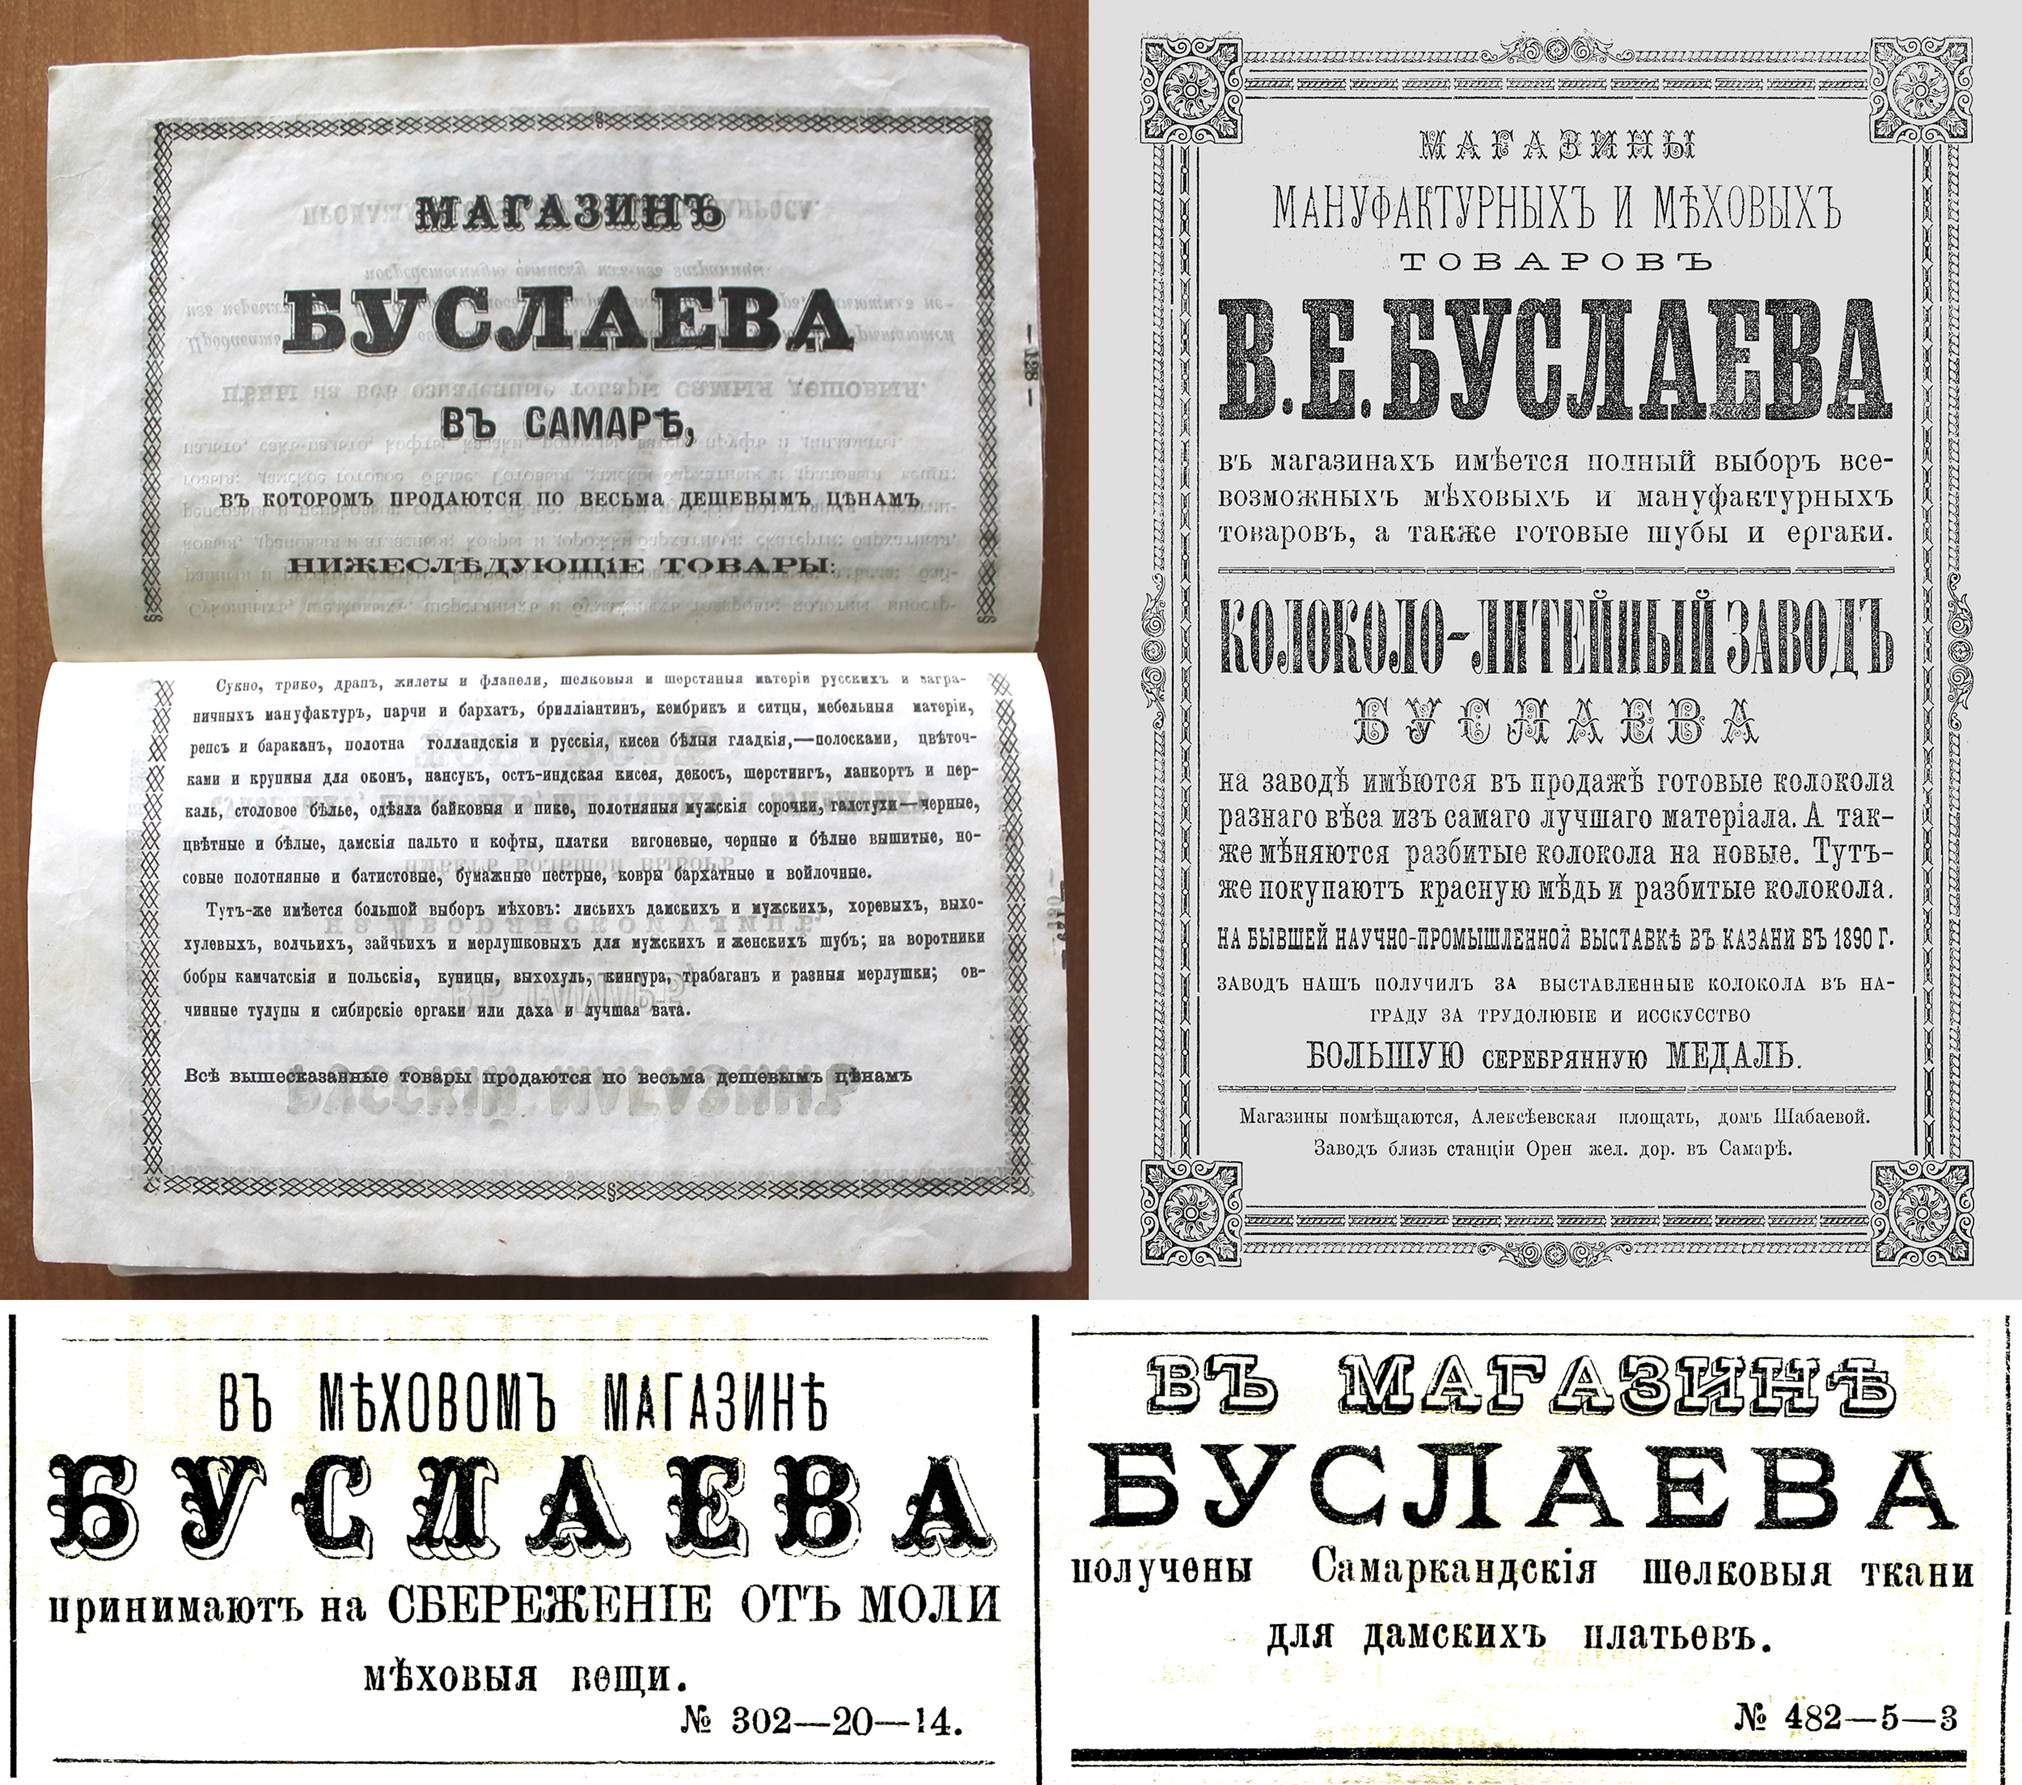 МАГАЗИНЪ
БУСЛАЕВА
ВЪ САМАРѢ,
ВЪ КОТОРОМЪ ПРОДАЮТСЯ ПО ВЕСЬМА ДЕШЕВЫМЪ ЦѢНАМЪ
НИЖЕСЛѢДУЮЩІЕ ТОВАРЫ:
— 128 —
Сукно, трико, драпъ, жилеты и фланели, шелковыя и шерстяныя матеріи русскихъ и загра-
ничныхъ мануфактуръ, парчи и бархатъ, брилліантинъ, кембрикъ и ситцы, мебельныя матеріи,
репсъ и бараканъ, полотна голландскія и русскія, кисеи бѣлыя гладкія,—полосками, цвѣточ-
ками и крупныя для оконъ, нансукъ, остъ-индская кисея, декосъ, шерстингъ, ланкортъ и пер-
каль, столовое бѣлье, одѣяла байковыя и пике, полотняныя мужскія сорочки, галстухи—черные,
цвѣтные и бѣлые, дамскія пальто и кофты, платки вигоневые, черные и бѣлые вышитые, но-
совые полотняные и батистовые, бумажные пестрые, ковры бархатные и войлочные.
Тутъ-же имѣется большой выборъ мѣховъ: лисьихъ дамскихъ и мужскихъ, хоревыхъ, выхо-
хулевыхъ, волчьихъ, зайчьихъ и мерлушковыхъ для мужскихъ и женскихъ шубъ; на воротники
бобры камчатскія и польскія, куницы, выхохуль, кингура, трабаганъ и разныя мерлушки; ов-
чинные тулупы и сибирскіе ергаки или даха и лучшая вата.
Всѣ вышесказанные товары продаются по весьма дешевымъ цѣнамъ
МАГАЗИНЫ
МАНУФАКТУРНЫХЪ И МѢХОВЫХЪ
ТОВАРОВЪ
В.Е.БУСЛАЕВА
въ магазинахъ имѣется полный выборъ все-
возможныхъ мѣховыхъ и мануфактурныхъ
товаровъ, а также готовые шубы и ергаки.
КОЛОКОЛО-ЛИТЕЙНЫЙ ЗАВОДЪ
БУСЛАЕВА
на заводѣ имѣются въ продажѣ готовые колокола
разнаго вѣса изъ самаго лучшаго матеріала. А так-
же мѣняются разбитые колокола на новые. Тутъ-
же покупаютъ красную мѣдь и разбитые колокола.
НА БЫВШЕЙ НАУЧНО-ПРОМЫШЛЕННОЙ ВЫСТАВКѢ ВЪ КАЗАНИ ВЪ 1890 Г.
ЗАВОДЪ НАШЪ ПОЛУЧИЛЪ ЗА ВЫСТАВЛЕННЫЕ КОЛОКОЛА ВЪ НА-
ГРАДУ ЗА ТРУДОЛЮБІЕ И ИССКУССТВО
БОЛЬШУЮ СЕРЕБРЯННУЮ МЕДАЛЬ.
Магазины помѣщаются, Алексѣевская площать, домъ Шабаевой.
Заводъ близь станціи Орен жел. дор. въ Самарѣ.
ВЪ МѢХОВОМЪ МАГАЗИНѢ
БУСЛАЕВА
принимаютъ на СБЕРЕЖЕНІЕ ОТЪ МОЛИ
мѣховыя вещи.
№ 302—20—14.
ВЪ МАГАЗИНѢ
БУСЛАЕВА
получены Самаркандскія шелковыя ткани
для дамскихъ платьевъ.
№ 482—5—3